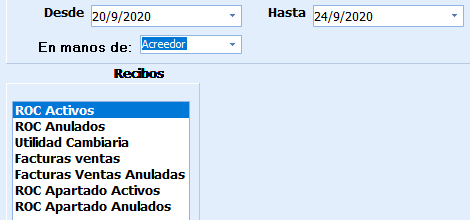 Desde 20/9/2020 Hasta 24/9/2020
En manos de: Acreedor
Recibos
ROC Activos
ROC Anulados
Utilidad Cambiaria
Facturas ventas
Facturas Ventas Anuladas
ROC Apartado Activos
ROC Apartado Anulados